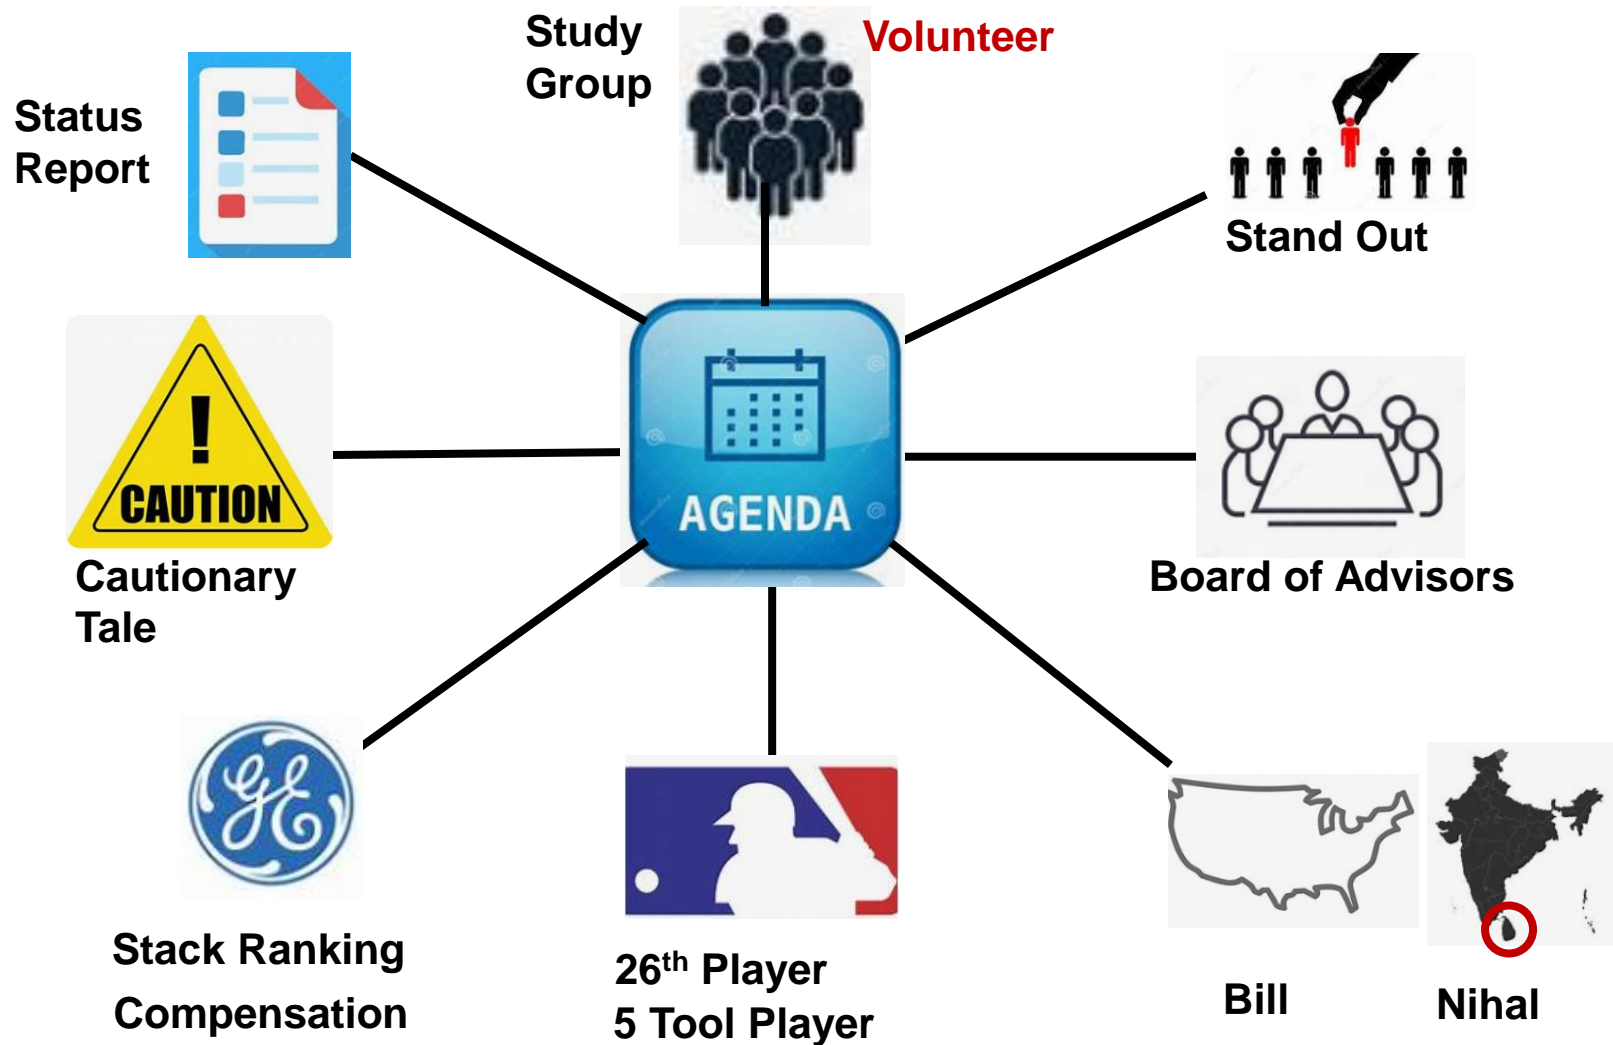 Study
Group
Volunteer
Status
Report
Stand Out
AGENDA
CAUTION
!
Cautionary
Tale
Board of Advisors
GE
Stack Ranking
Compensation
26th Player
5 Tool Player
Bill
Nihal